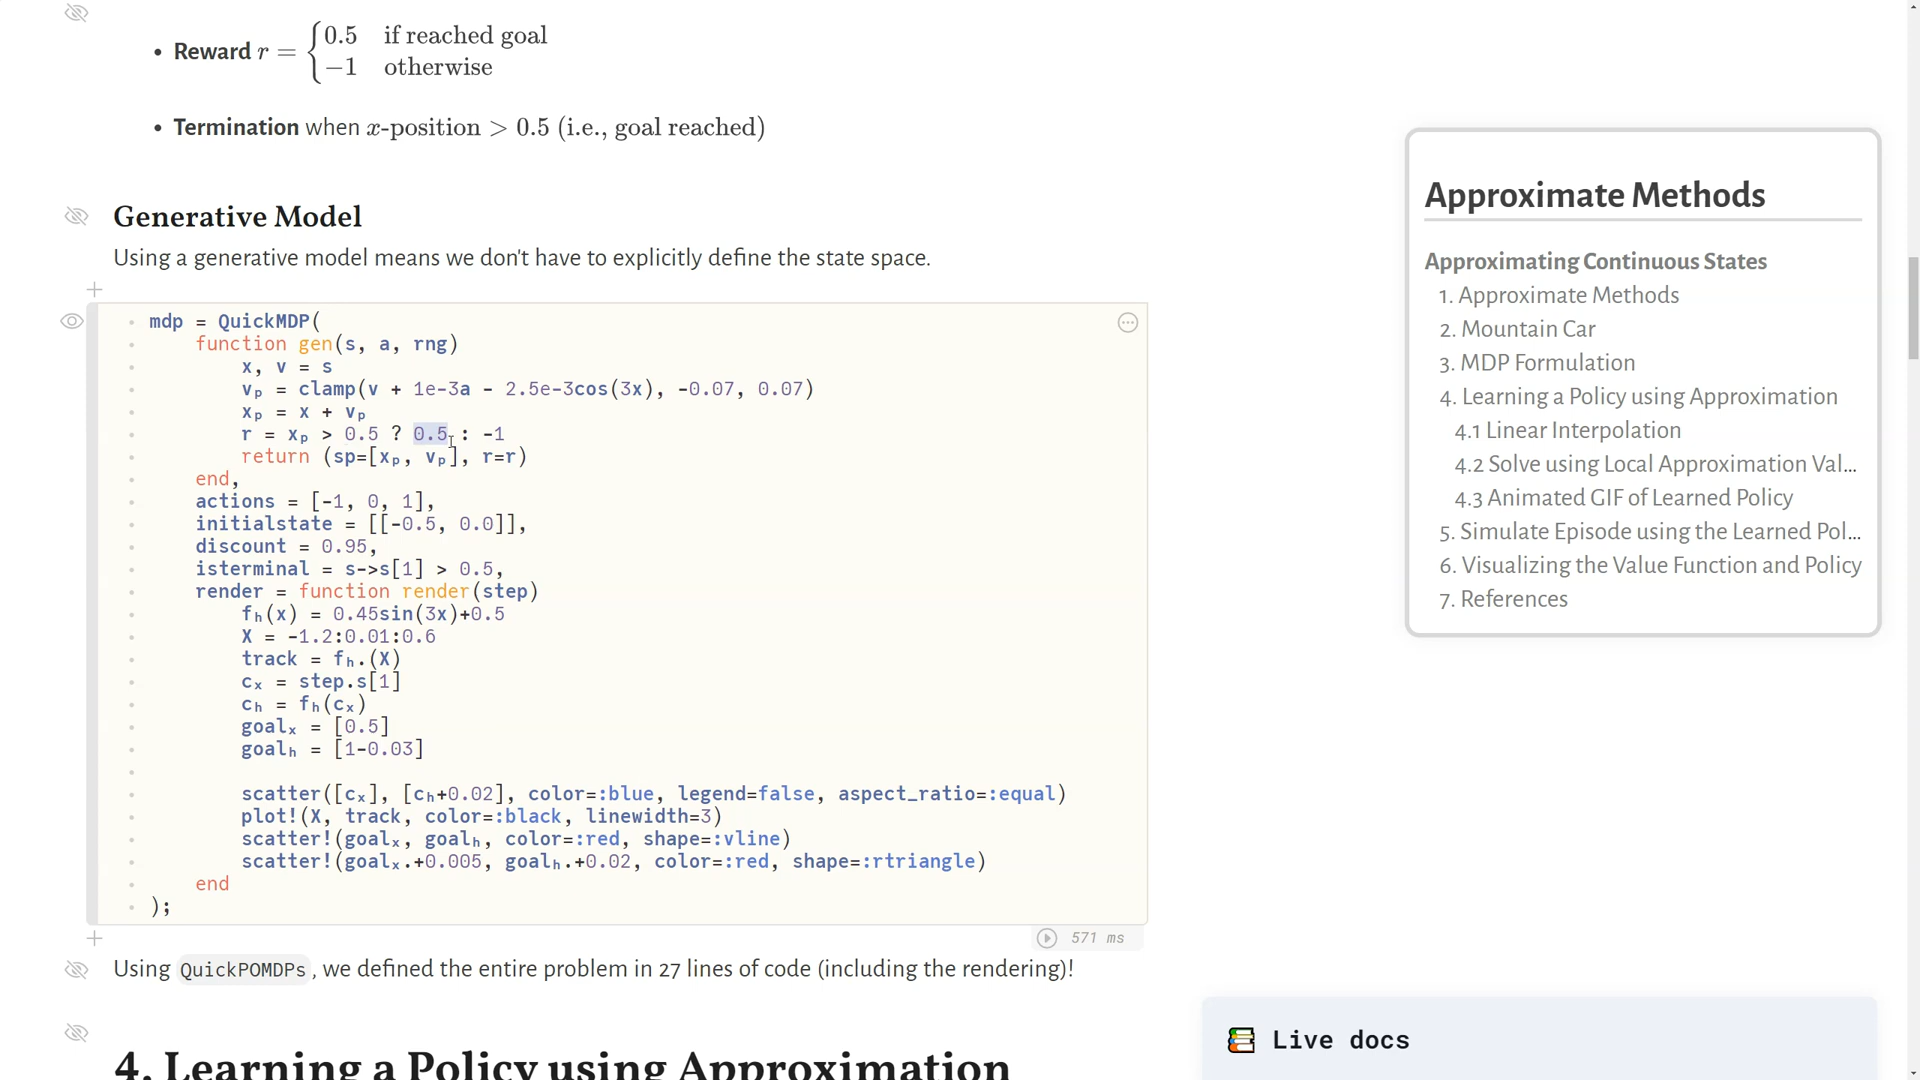 • Reward r = { 0.5 if reached goal
−1 otherwise
• Termination when x-position > 0.5 (i.e., goal reached)
Generative Model
Using a generative model means we don't have to explicitly define the state space.
mdp = QuickMDP(
function gen(s, a, rng)
x, v = s
vₚ = clamp(v + 1e-3a - 2.5e-3cos(3x), -0.07, 0.07)
xₚ = x + vₚ
r = xₚ > 0.5 ? 0.5 : -1
return (sp=[xₚ, vₚ], r=r)
end,
actions = [-1, 0, 1],
initialstate = [[-0.5, 0.0]],
discount = 0.95,
isterminal = s->s[1] > 0.5,
render = function render(step)
fₕ(x) = 0.45sin(3x)+0.5
X = -1.2:0.01:0.6
track = fₕ.(X)
cₓ = step.s[1]
cₕ = fₕ(cₓ)
goalₓ = [0.5]
goalₕ = [1-0.03]
scatter([cₓ], [cₕ+0.02], color=:blue, legend=false, aspect_ratio=:equal)
plot!(X, track, color=:black, linewidth=3)
scatter!(goalₓ, goalₕ, color=:red, shape=:vline)
scatter!(goalₓ.+0.005, goalₕ.+0.02, color=:red, shape=:rtriangle)
end
);
571 ms
Using QuickPOMDPs, we defined the entire problem in 27 lines of code (including the rendering)!
4. Learning a Policy using Approximation
Approximate Methods
Approximating Continuous States
1. Approximate Methods
2. Mountain Car
3. MDP Formulation
4. Learning a Policy using Approximation
4.1 Linear Interpolation
4.2 Solve using Local Approximation Val...
4.3 Animated GIF of Learned Policy
5. Simulate Episode using the Learned Pol...
6. Visualizing the Value Function and Policy
7. References
Live docs